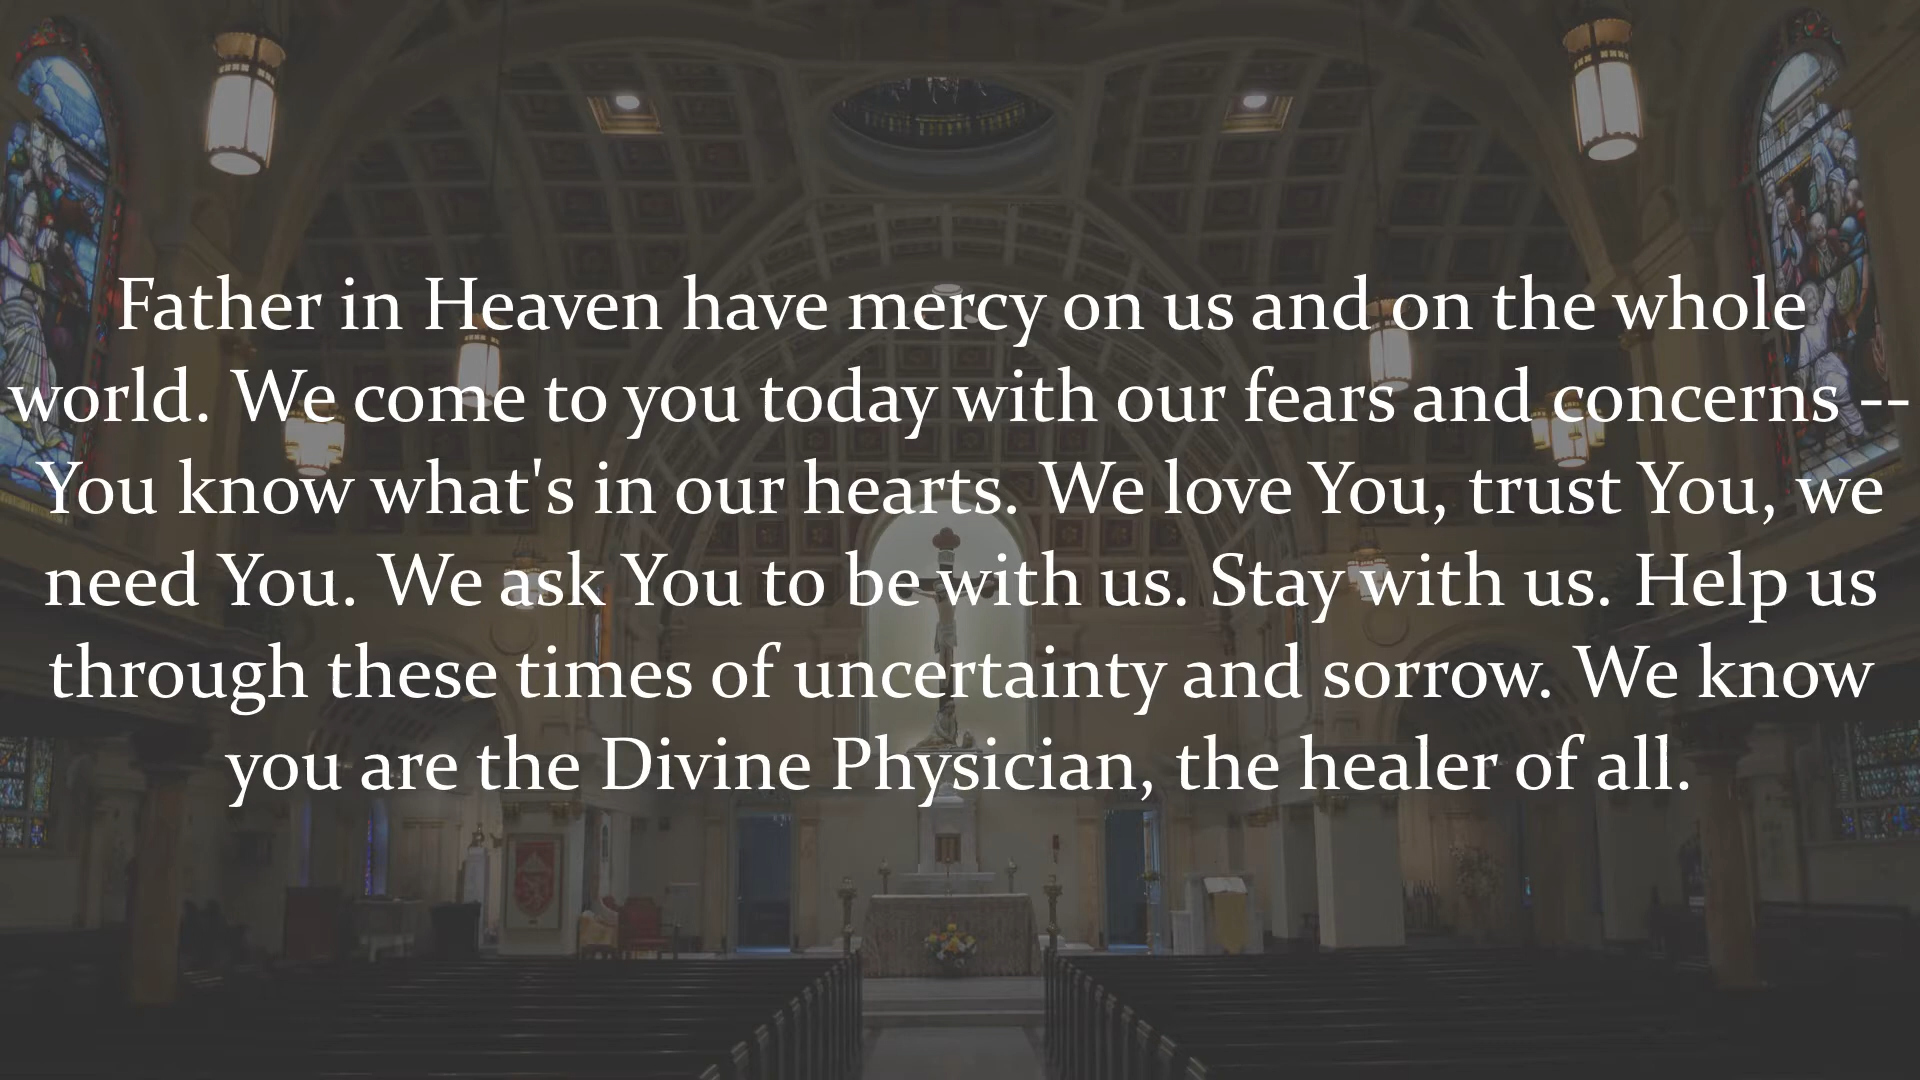 Father in Heaven have mercy on us and on the whole
world. We come to you today with our fears and concerns --
You know what's in our hearts. We love You, trust You, we
need You. We ask You to be with us. Stay with us. Help us
through these times of uncertainty and sorrow. We know
you are the Divine Physician, the healer of all.